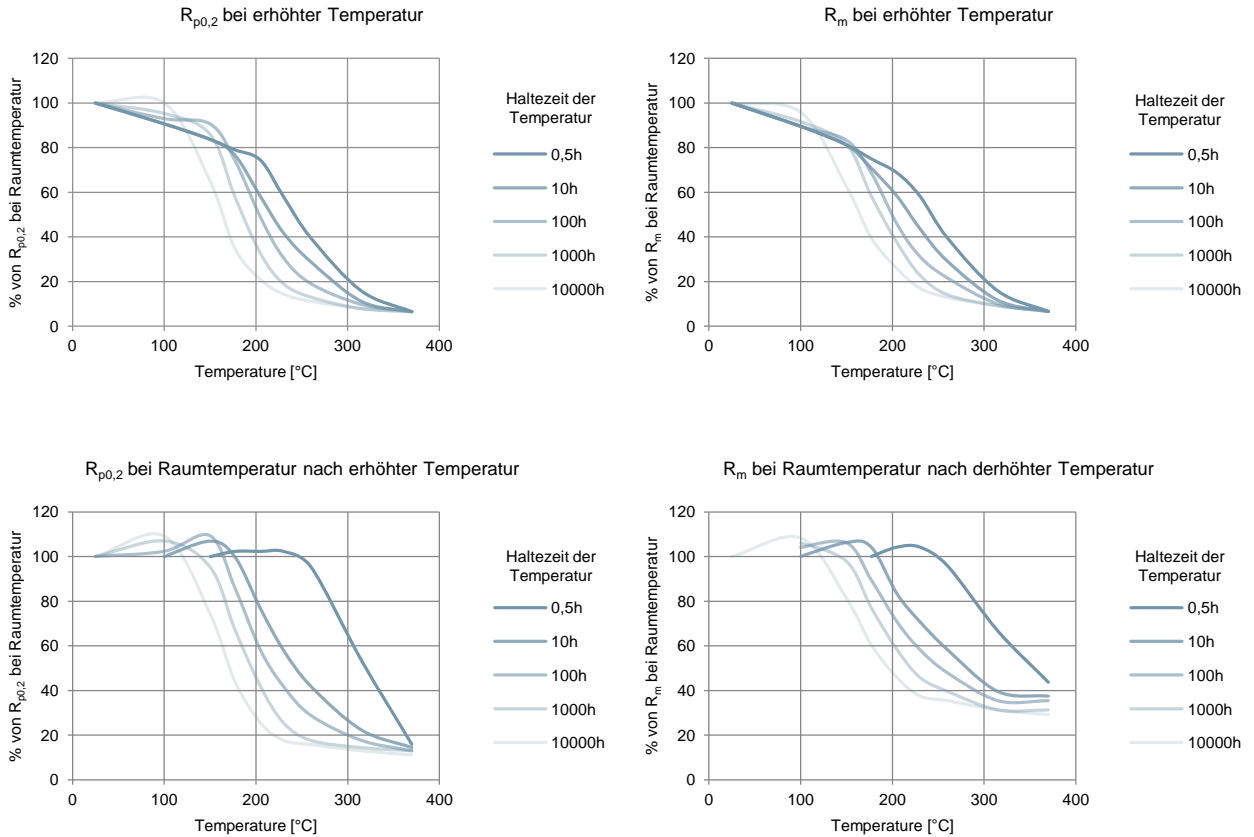 Rp0,2 bei erhöhter Temperatur
120
100
80
60
40
20
0
% von Rp0,2 bei Raumtemperatur
0 100 200 300 400
Temperature [°C]
Haltezeit der
Temperatur
0,5h
10h
100h
1000h
10000h
Rm bei erhöhter Temperatur
120
100
80
60
40
20
0
% von Rm bei Raumtemperatur
0 100 200 300 400
Temperature [°C]
Haltezeit der
Temperatur
0,5h
10h
100h
1000h
10000h
Rp0,2 bei Raumtemperatur nach erhöhter Temperatur
120
100
80
60
40
20
0
% von Rp0,2 bei Raumtemperatur
0 100 200 300 400
Temperature [°C]
Haltezeit der
Temperatur
0,5h
10h
100h
1000h
10000h
Rm bei Raumtemperatur nach derhöhter Temperatur
120
100
80
60
40
20
0
% von Rm bei Raumtemperatur
0 100 200 300 400
Temperature [°C]
Haltezeit der
Temperatur
0,5h
10h
100h
1000h
10000h